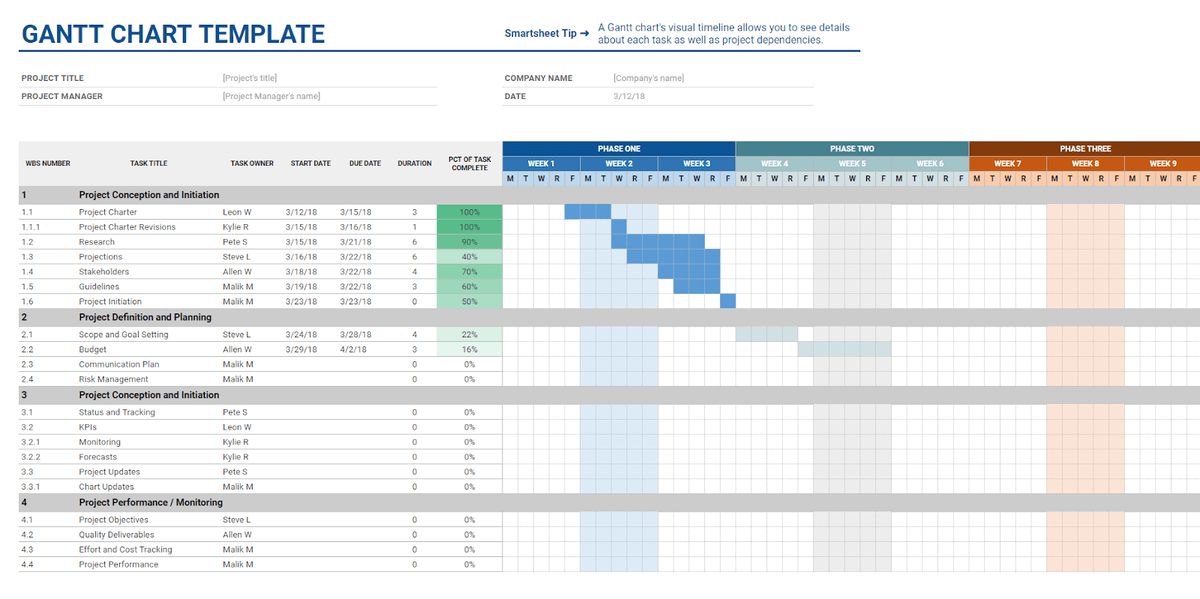 GANTT CHART TEMPLATE
Smartsheet Tip ➔ A Gantt chart's visual timeline allows you to see details
about each task as well as project dependencies.
PROJECT TITLE [Project's title] COMPANY NAME [Company's name]
PROJECT MANAGER [Project Manager's name] DATE 3/12/18
PHASE ONE PHASE TWO PHASE THREE
WBS NUMBER TASK TITLE TASK OWNER START DATE DUE DATE DURATION PCT OF TASK COMPLETE
WEEK 1 WEEK 2 WEEK 3 WEEK 4 WEEK 5 WEEK 6 WEEK 7 WEEK 8 WEEK 9
M T W R F M T W R F M T W R F M T W R F M T W R F M T W R F M T W R F M T W R F M T W R F
1 Project Conception and Initiation
1.1 Project Charter Leon W 3/12/18 3/15/18 3 100%
1.1.1 Project Charter Revisions Kylie R 3/15/18 3/16/18 1 100%
1.2 Research Pete S 3/15/18 3/21/18 6 90%
1.3 Projections Steve L 3/16/18 3/22/18 6 40%
1.4 Stakeholders Allen W 3/18/18 3/22/18 4 70%
1.5 Guidelines Malik M 3/19/18 3/22/18 3 60%
1.6 Project Initiation Malik M 3/23/18 3/23/18 0 50%
2 Project Definition and Planning
2.1 Scope and Goal Setting Steve L 3/24/18 3/28/18 4 22%
2.2 Budget Allen W 3/29/18 4/2/18 3 16%
2.3 Communication Plan Malik M 0 0%
2.4 Risk Management Malik M 0 0%
3 Project Conception and Initiation
3.1 Status and Tracking Pete S 0 0%
3.2 KPIs Leon W 0 0%
3.2.1 Monitoring Kylie R 0 0%
3.2.2 Forecasts Kylie R 0 0%
3.3 Project Updates Pete S 0 0%
3.3.1 Chart Updates Malik M 0 0%
4 Project Performance / Monitoring
4.1 Project Objectives Steve L 0 0%
4.2 Quality Deliverables Allen W 0 0%
4.3 Effort and Cost Tracking Malik M 0 0%
4.4 Project Performance Malik M 0 0%